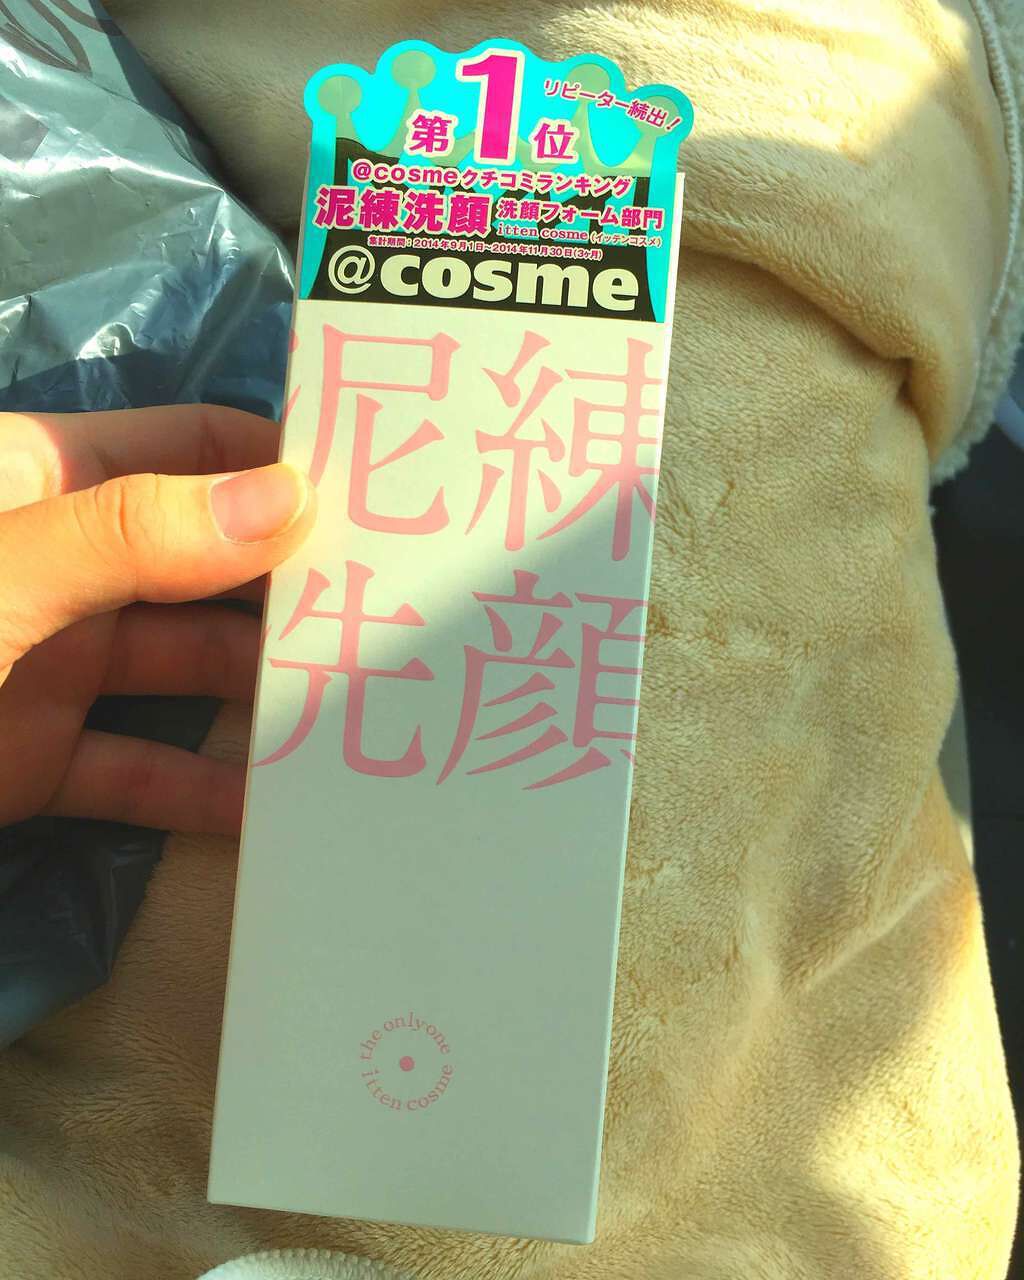 リピーター続出!
第1位
@cosmeクチコミランキング
泥練洗顔 洗顔フォーム部門
itten cosme(イッテンコスメ)
集計期間:2014年9月1日~2014年11月30日(3ヶ月)
@cosme
泥練
洗顔
the onlyone
itten cosme